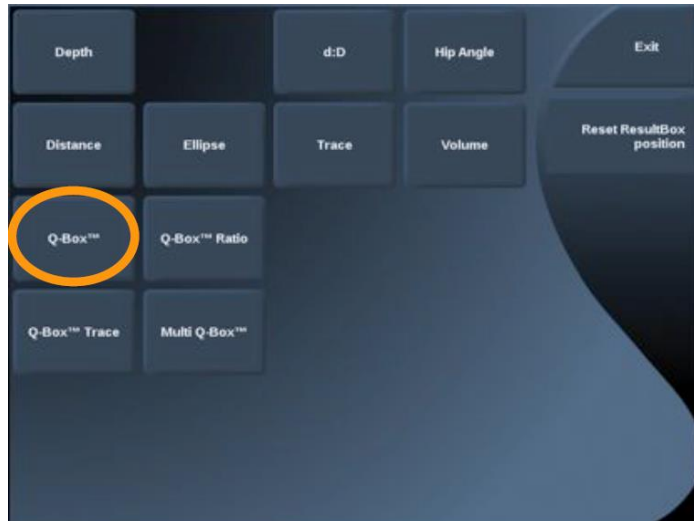 Depth
d:D
Hip Angle
Exit
Distance
Ellipse
Trace
Volume
Reset ResultBox
position
Q-Box™
Q-Box™ Ratio
Q-Box™ Trace
Multi Q-Box™